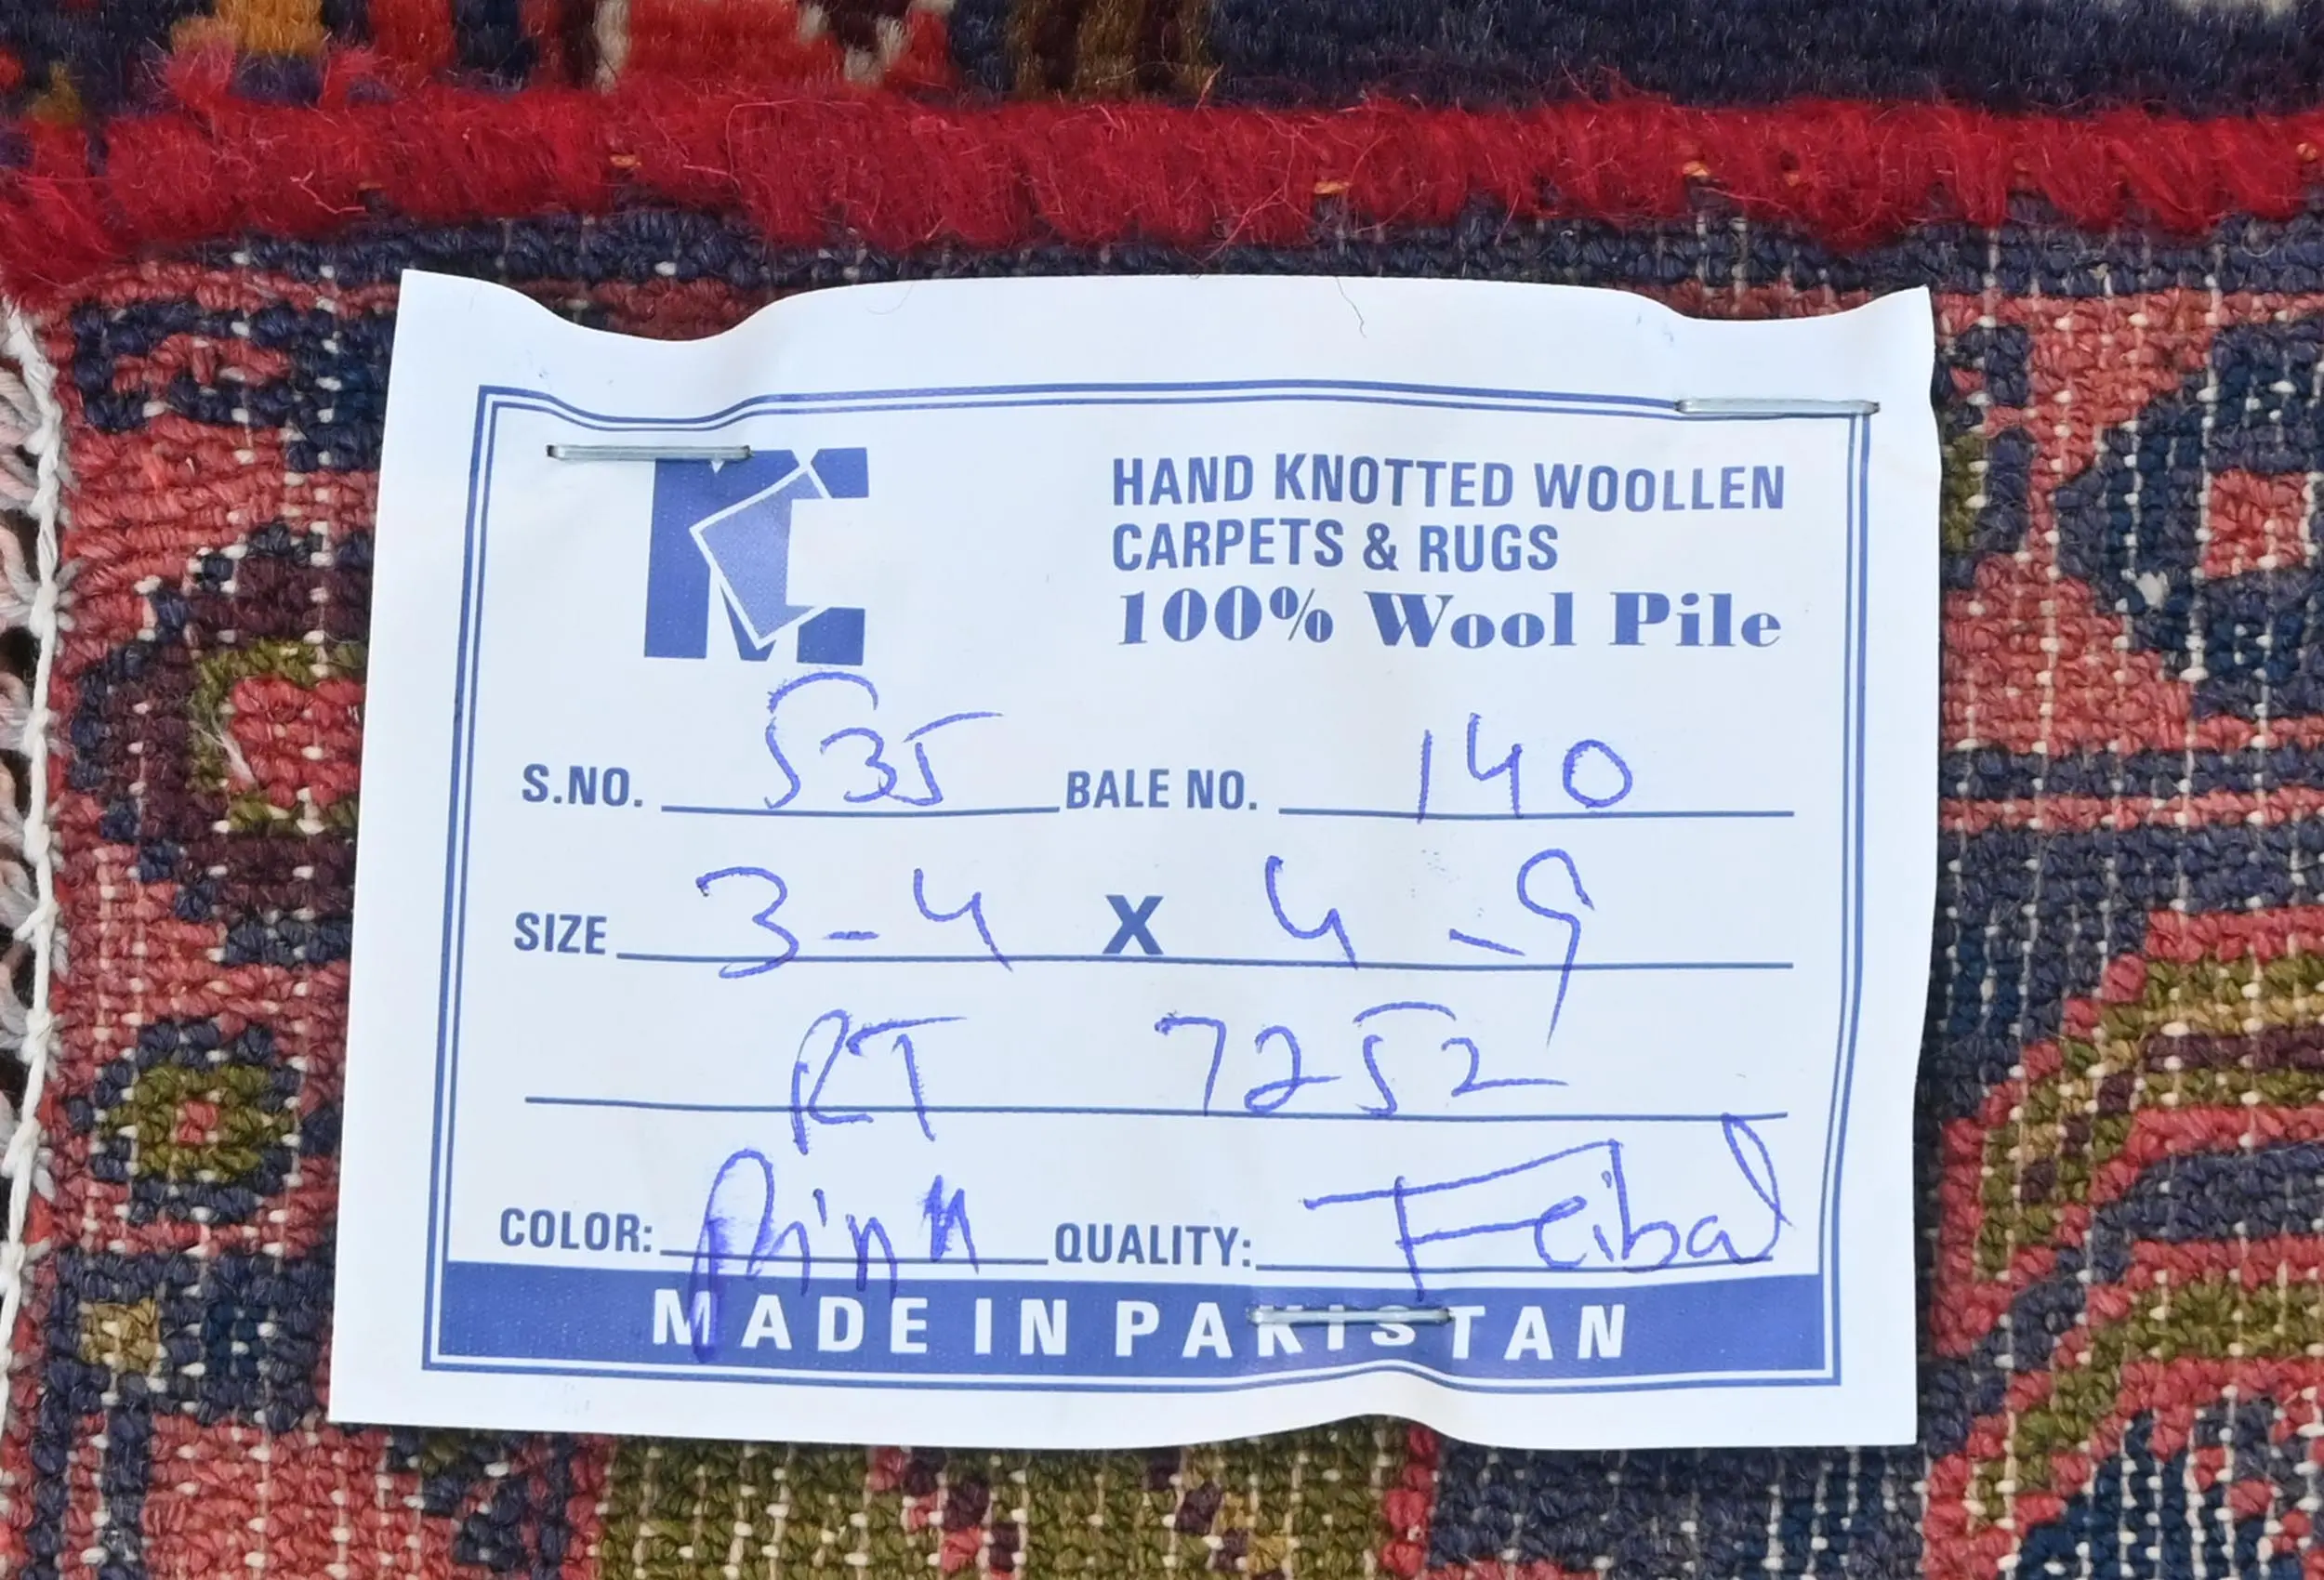 HAND KNOTTED WOOLLEN
CARPETS & RUGS
100% Wool Pile
S.NO. 535 BALE NO. 140
SIZE 3-4 X 4-9
RT 7252
COLOR: Pink QUALITY: Feibal
MADE IN PAKISTAN